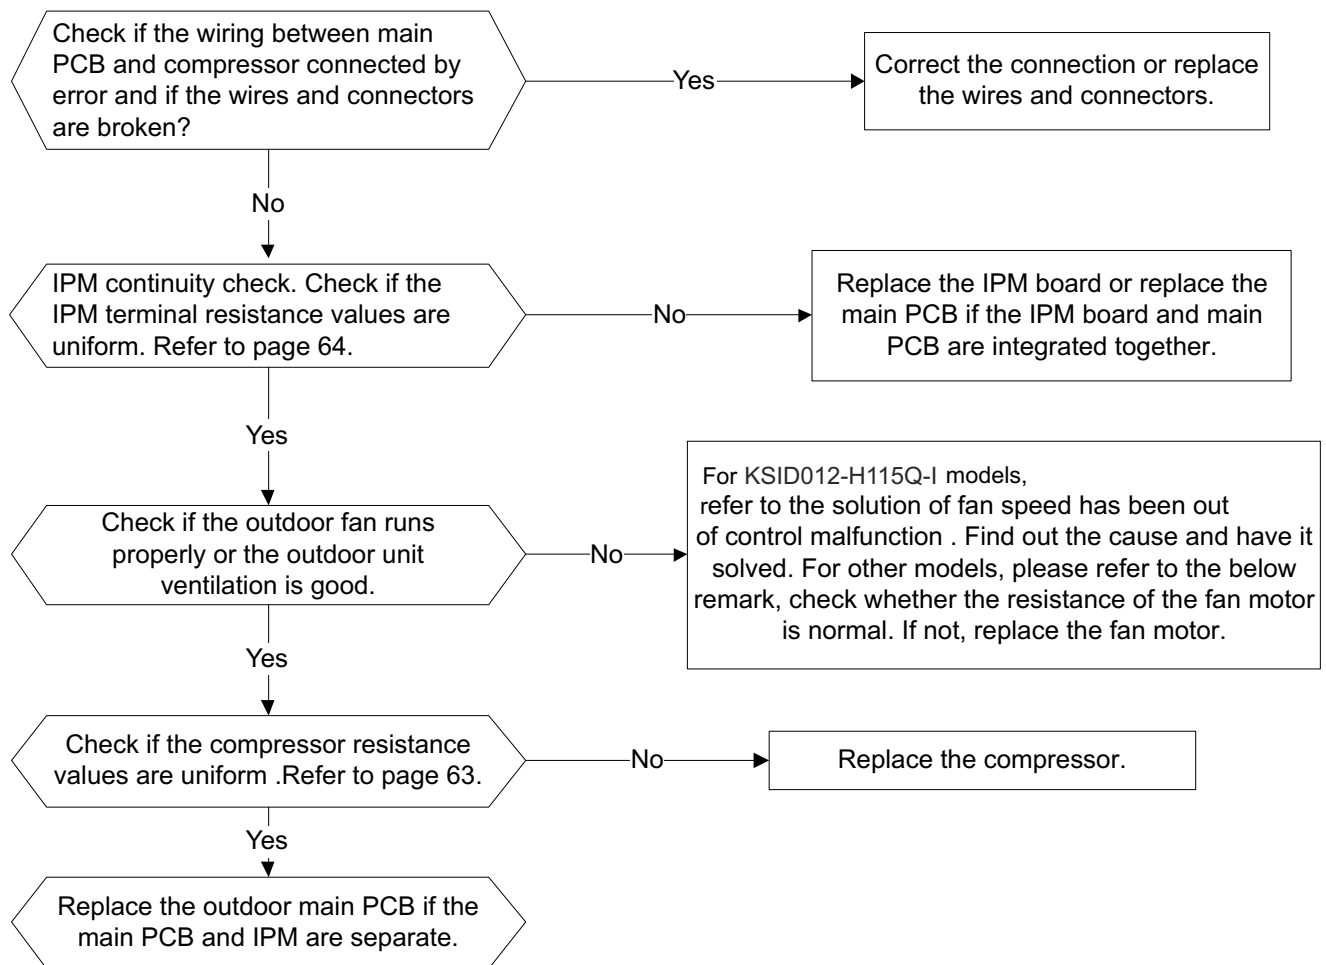 Check if the wiring between main
PCB and compressor connected by
error and if the wires and connectors
are broken?
Yes
Correct the connection or replace
the wires and connectors.
No
IPM continuity check. Check if the
IPM terminal resistance values are
uniform. Refer to page 64.
No
Replace the IPM board or replace the
main PCB if the IPM board and main
PCB are integrated together.
Yes
Check if the outdoor fan runs
properly or the outdoor unit
ventilation is good.
No
For KSID012-H115Q-I models,
refer to the solution of fan speed has been out
of control malfunction . Find out the cause and have it
solved. For other models, please refer to the below
remark, check whether the resistance of the fan motor
is normal. If not, replace the fan motor.
Yes
Check if the compressor resistance
values are uniform .Refer to page 63.
No
Replace the compressor.
Yes
Replace the outdoor main PCB if the
main PCB and IPM are separate.